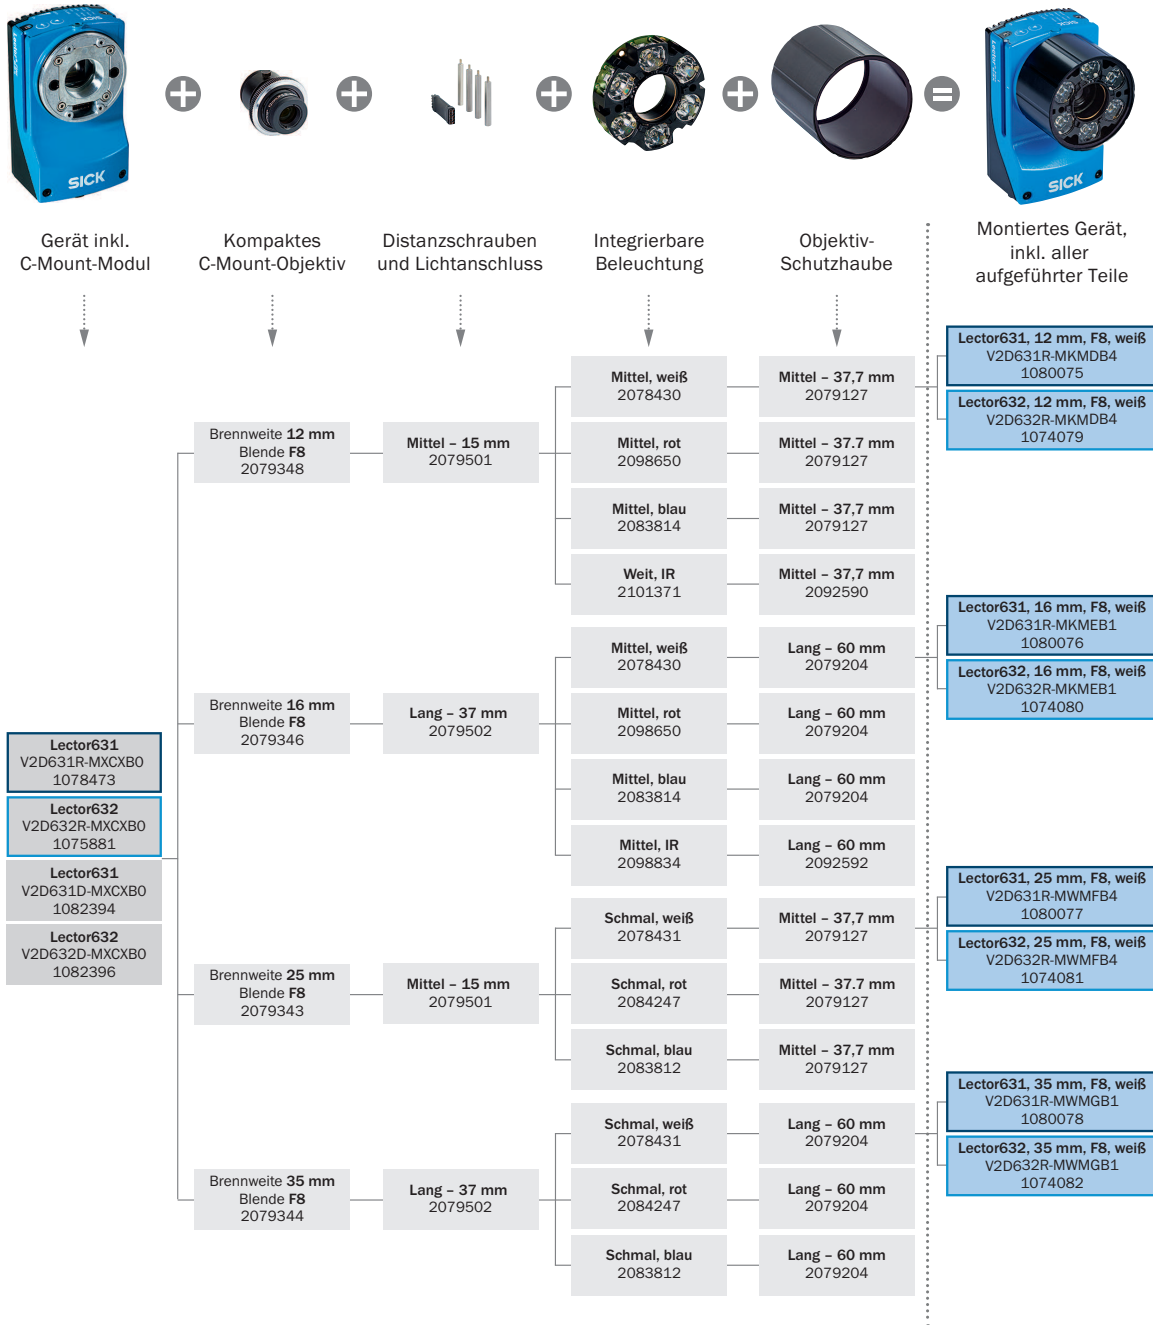 SICK
SICK
Gerät inkl.
C-Mount-Modul
Kompaktes
C-Mount-Objektiv
Distanzschrauben
und Lichtanschluss
Integrierbare
Beleuchtung
Objektiv-
Schutzhaube
Montiertes Gerät,
inkl. aller
aufgeführter Teile
Lector631
V2D631R-MXCXB0
1078473
Lector632
V2D632R-MXCXB0
1075881
Lector631
V2D631D-MXCXB0
1082394
Lector632
V2D632D-MXCXB0
1082396
Brennweite 12 mm
Blende F8
2079348
Mittel – 15 mm
2079501
Mittel, weiß
2078430
Mittel – 37,7 mm
2079127
Mittel, rot
2098650
Mittel – 37.7 mm
2079127
Mittel, blau
2083814
Mittel – 37,7 mm
2079127
Weit, IR
2101371
Mittel – 37,7 mm
2092590
Lector631, 12 mm, F8, weiß
V2D631R-MKMDB4
1080075
Lector632, 12 mm, F8, weiß
V2D632R-MKMDB4
1074079
Brennweite 16 mm
Blende F8
2079346
Lang – 37 mm
2079502
Mittel, weiß
2078430
Lang – 60 mm
2079204
Mittel, rot
2098650
Lang – 60 mm
2079204
Mittel, blau
2083814
Lang – 60 mm
2079204
Mittel, IR
2098834
Lang – 60 mm
2092592
Lector631, 16 mm, F8, weiß
V2D631R-MKMEB1
1080076
Lector632, 16 mm, F8, weiß
V2D632R-MKMEB1
1074080
Brennweite 25 mm
Blende F8
2079343
Mittel – 15 mm
2079501
Schmal, weiß
2078431
Mittel – 37,7 mm
2079127
Schmal, rot
2084247
Mittel – 37.7 mm
2079127
Schmal, blau
2083812
Mittel – 37,7 mm
2079127
Lector631, 25 mm, F8, weiß
V2D631R-MWMFB4
1080077
Lector632, 25 mm, F8, weiß
V2D632R-MWMFB4
1074081
Brennweite 35 mm
Blende F8
2079344
Lang – 37 mm
2079502
Schmal, weiß
2078431
Lang – 60 mm
2079204
Schmal, rot
2084247
Lang – 60 mm
2079204
Schmal, blau
2083812
Lang – 60 mm
2079204
Lector631, 35 mm, F8, weiß
V2D631R-MWMGB1
1080078
Lector632, 35 mm, F8, weiß
V2D632R-MWMGB1
1074082